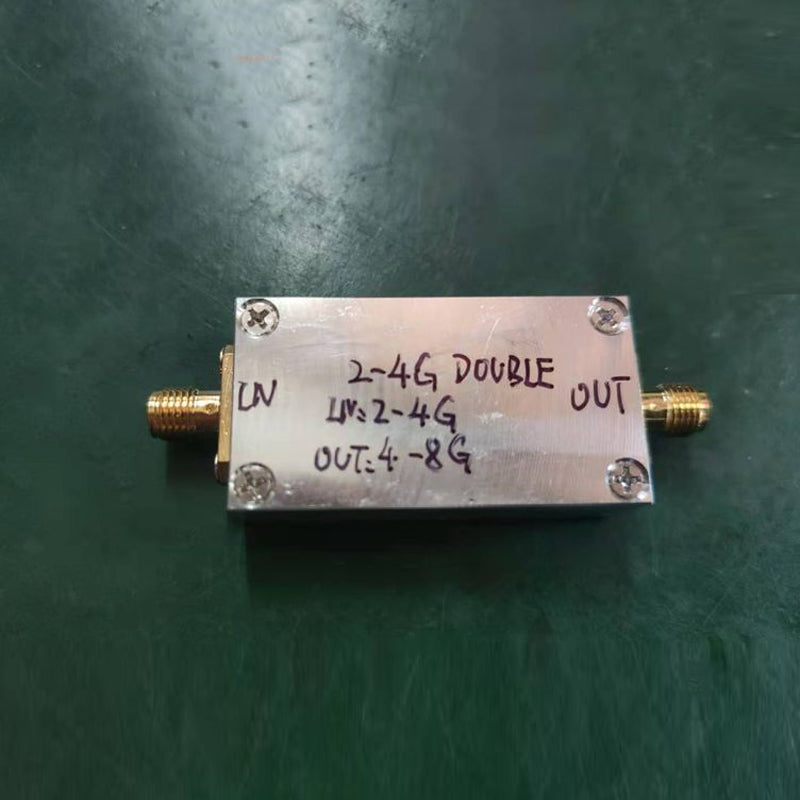 2-4G DOUBLE
IN
IN:2-4G
OUT
OUT:4-8G